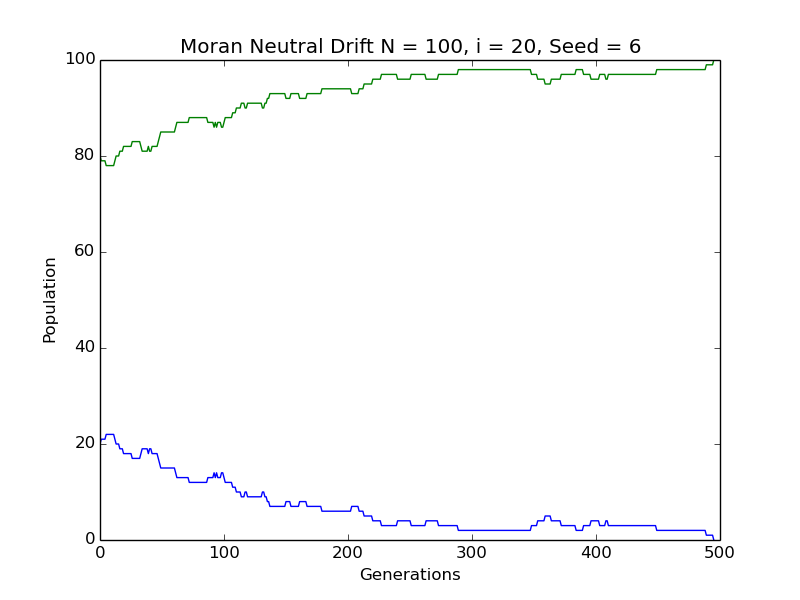 Moran Neutral Drift N = 100, i = 20, Seed = 6
100
80
60
40
20
0
Population
0 100 200 300 400 500
Generations